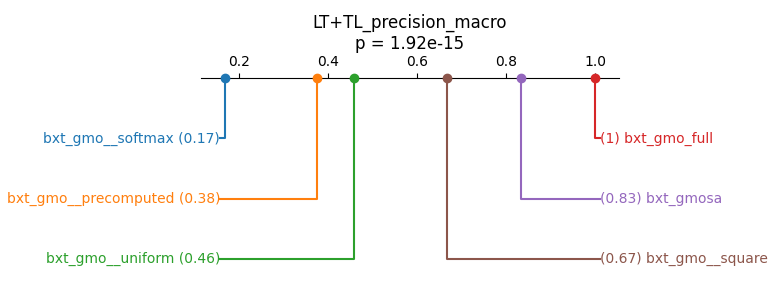 LT+TL_precision_macro
p = 1.92e-15
0.2 0.4 0.6 0.8 1.0
bxt_gmo__softmax (0.17) (1) bxt_gmo_full
bxt_gmo__precomputed (0.38) (0.83) bxt_gmosa
bxt_gmo__uniform (0.46) (0.67) bxt_gmo__square